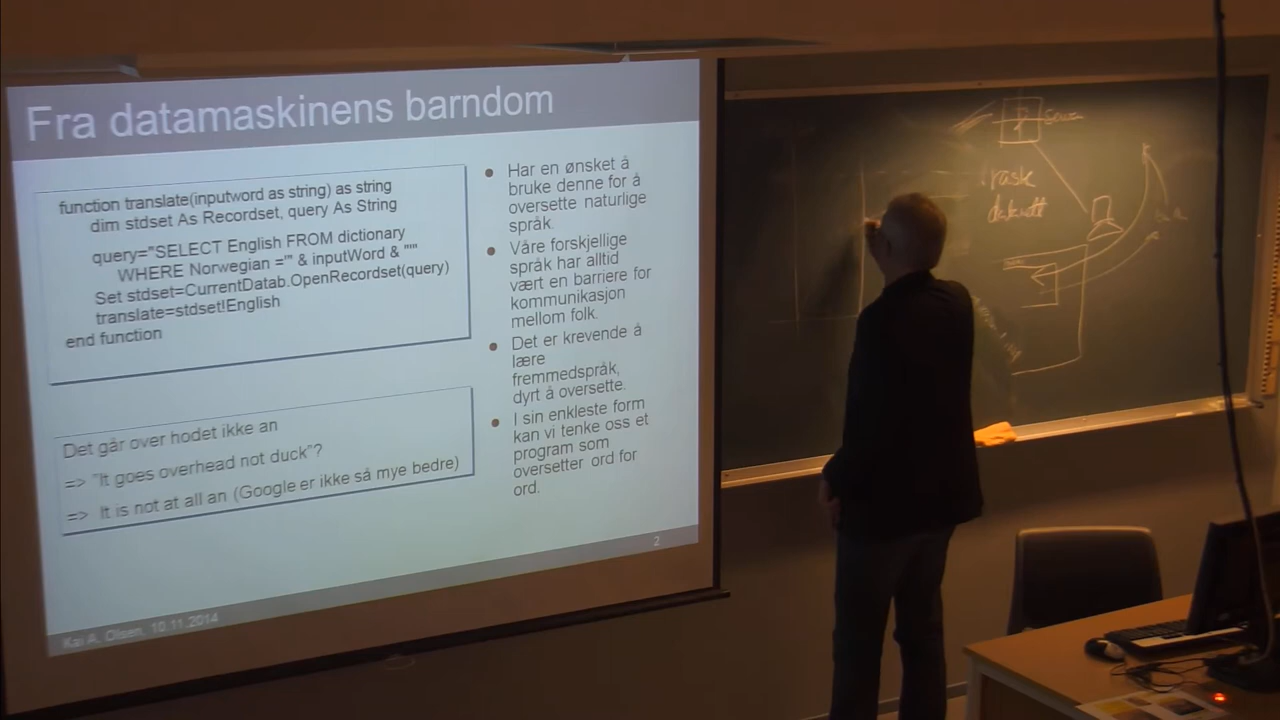 Fra datamaskinens barndom
function translate(inputword as string) as string
dim stdset As Recordset, query As String
query="SELECT English FROM dictionary
WHERE Norwegian ='" & inputWord & "'"
Set stdset=CurrentDatab.OpenRecordset(query)
translate=stdset!English
end function
Det går over hodet ikke an
=> "It goes overhead not duck"?
=> It is not at all an (Google er ikke så mye bedre)
• Har en ønsket å
bruke denne for å
oversette naturlige
språk.
• Våre forskjellige
språk har alltid
vært en barriere for
kommunikasjon
mellom folk.
• Det er krevende å
lære
fremmedspråk,
dyrt å oversette.
• I sin enkleste form
kan vi tenke oss et
program som
oversetter ord for
ord.
2
Kai A. Olsen, 10.11.2014
rask